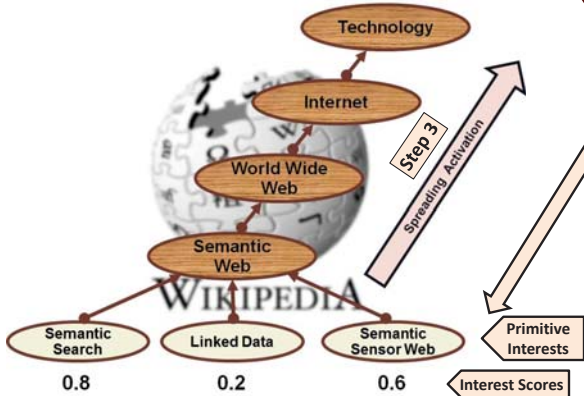 Technology
Internet
World Wide
Web
Semantic
Web
WIKIPEDIA
Step 3
Spreading Activation
Semantic
Search
Linked Data
Semantic
Sensor Web
Primitive
Interests
0.8
0.2
0.6
Interest Scores